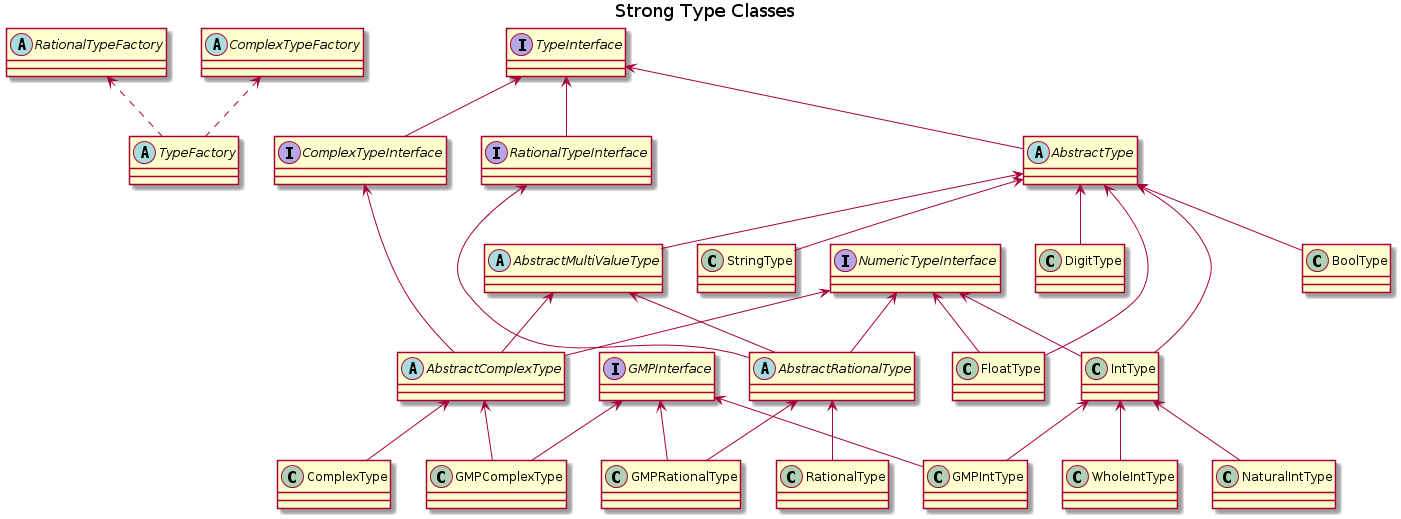 Strong Type Classes
A RationalTypeFactory
A ComplexTypeFactory
I TypeInterface
A TypeFactory
I ComplexTypeInterface
I RationalTypeInterface
A AbstractType
A AbstractMultiValueType
C StringType
I NumericTypeInterface
C DigitType
C BoolType
A AbstractComplexType
I GMPInterface
A AbstractRationalType
C FloatType
C IntType
C ComplexType
C GMPComplexType
C GMPRationalType
C RationalType
C GMPIntType
C WholeIntType
C NaturalIntType